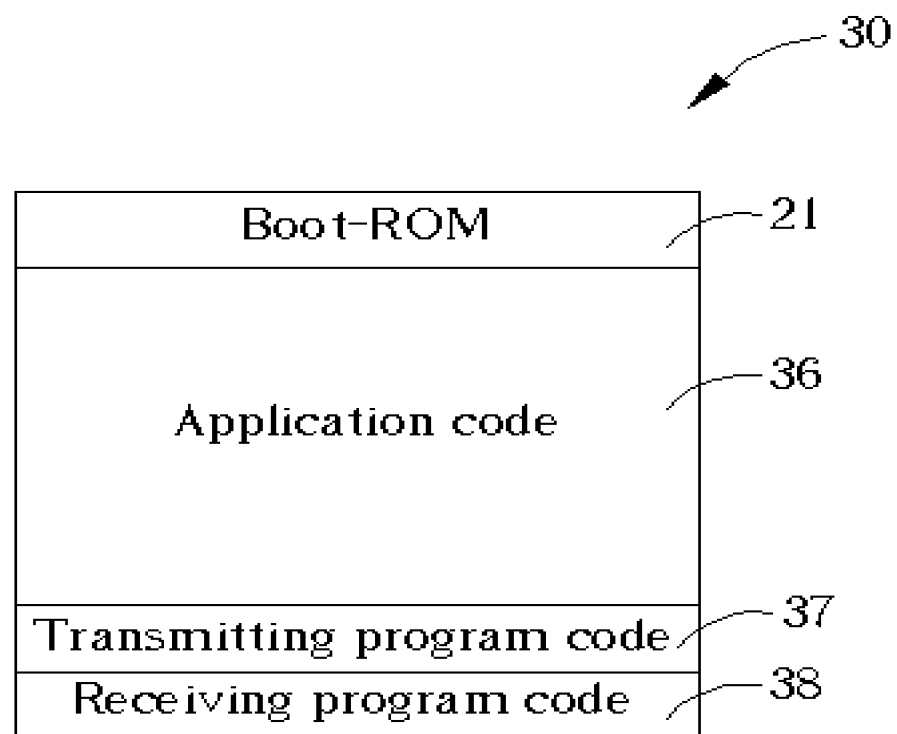 30
Boot-ROM
21
Application code
36
Transmitting program code
37
Receiving program code
38